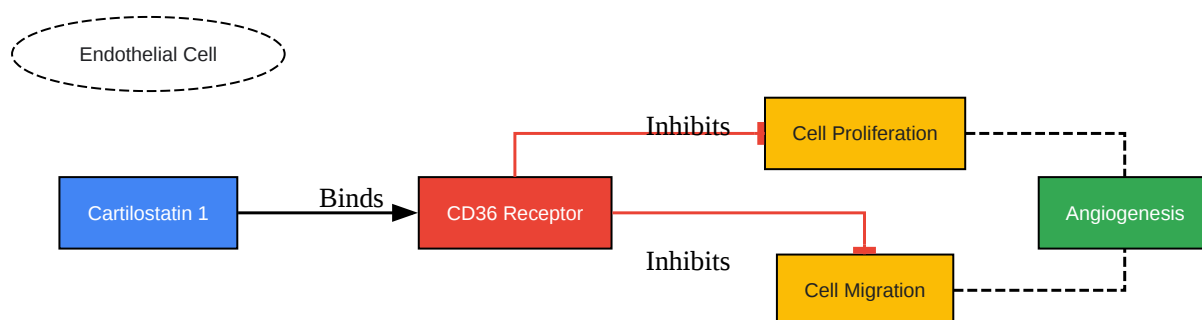 Endothelial Cell
Inhibits
Cell Proliferation
Cartilostatin 1
Binds
CD36 Receptor
Angiogenesis
Inhibits
Cell Migration